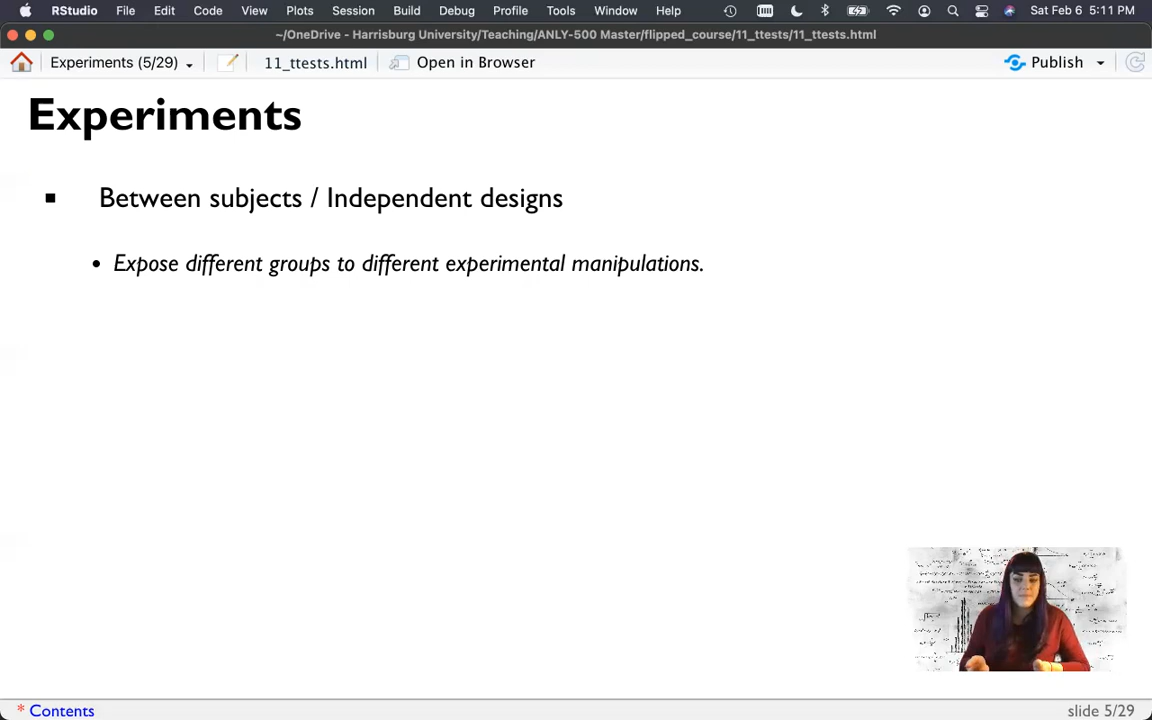 RStudio File Edit Code View Plots Session Build Debug Profile Tools Window Help Sat Feb 6 5:11 PM
~/OneDrive - Harrisburg University/Teaching/ANLY-500 Master/flipped_course/11_ttests/11_ttests.html
Experiments (5/29) 11_ttests.html Open in Browser Publish
Experiments
Between subjects / Independent designs
Expose different groups to different experimental manipulations.
* Contents slide 5/29